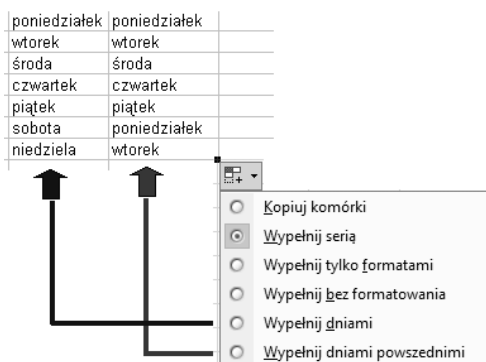 poniedziałek poniedziałek
wtorek wtorek
środa środa
czwartek czwartek
piątek piątek
sobota poniedziałek
niedziela wtorek
Kopiuj komórki
Wypełnij serią
Wypełnij tylko formatami
Wypełnij bez formatowania
Wypełnij dniami
Wypełnij dniami powszednimi